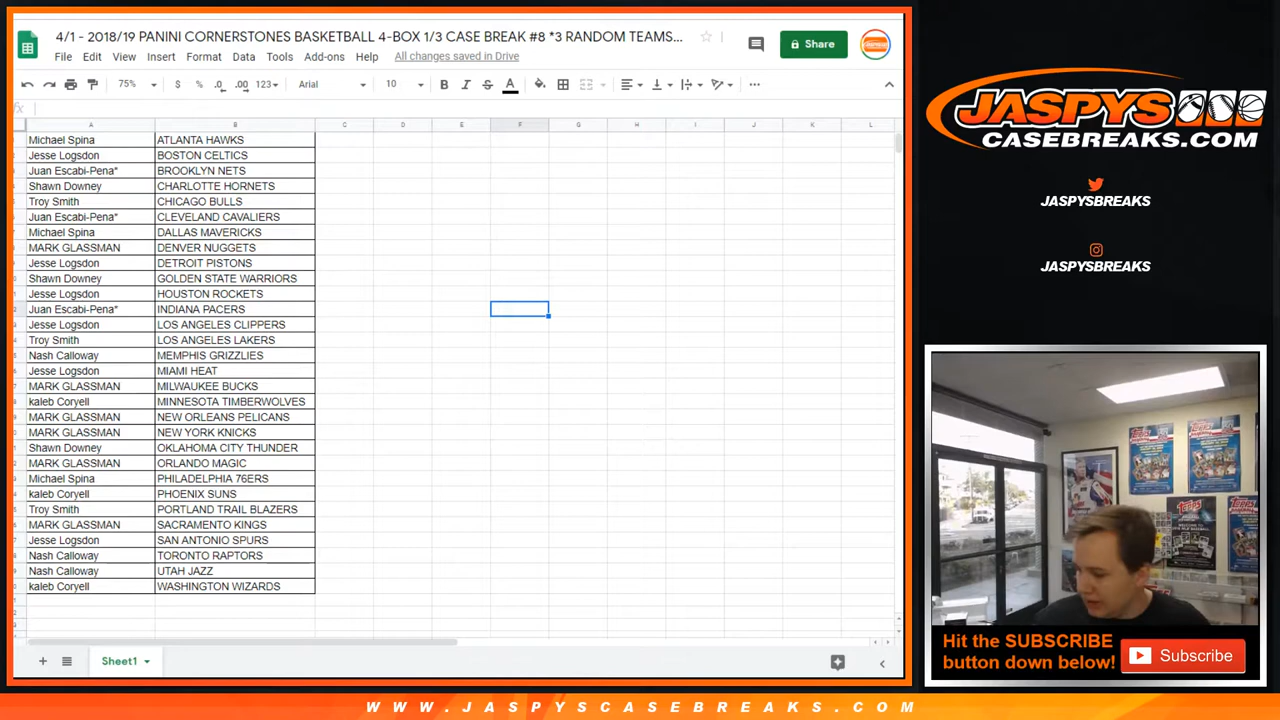 4/1 - 2018/19 PANINI CORNERSTONES BASKETBALL 4-BOX 1/3 CASE BREAK #8 *3 RANDOM TEAMS...
File Edit View Insert Format Data Tools Add-ons Help All changes saved in Drive
Share
75% $ % .0 .00 123 Arial 10 B I S A
fx
A B C D E F G H I J K L
Michael Spina ATLANTA HAWKS
Jesse Logsdon BOSTON CELTICS
Juan Escabi-Pena* BROOKLYN NETS
Shawn Downey CHARLOTTE HORNETS
Troy Smith CHICAGO BULLS
Juan Escabi-Pena* CLEVELAND CAVALIERS
Michael Spina DALLAS MAVERICKS
MARK GLASSMAN DENVER NUGGETS
Jesse Logsdon DETROIT PISTONS
Shawn Downey GOLDEN STATE WARRIORS
Jesse Logsdon HOUSTON ROCKETS
Juan Escabi-Pena* INDIANA PACERS
Jesse Logsdon LOS ANGELES CLIPPERS
Troy Smith LOS ANGELES LAKERS
Nash Calloway MEMPHIS GRIZZLIES
Jesse Logsdon MIAMI HEAT
MARK GLASSMAN MILWAUKEE BUCKS
kaleb Coryell MINNESOTA TIMBERWOLVES
MARK GLASSMAN NEW ORLEANS PELICANS
MARK GLASSMAN NEW YORK KNICKS
Shawn Downey OKLAHOMA CITY THUNDER
MARK GLASSMAN ORLANDO MAGIC
Michael Spina PHILADELPHIA 76ERS
kaleb Coryell PHOENIX SUNS
Troy Smith PORTLAND TRAIL BLAZERS
MARK GLASSMAN SACRAMENTO KINGS
Jesse Logsdon SAN ANTONIO SPURS
Nash Calloway TORONTO RAPTORS
Nash Calloway UTAH JAZZ
kaleb Coryell WASHINGTON WIZARDS
Sheet1
JASPYS
CASEBREAKS.COM
JASPYSBREAKS
JASPYSBREAKS
Topps
Hit the SUBSCRIBE
button down below!
Subscribe
WWW.JASPYSCASEBREAKS.COM